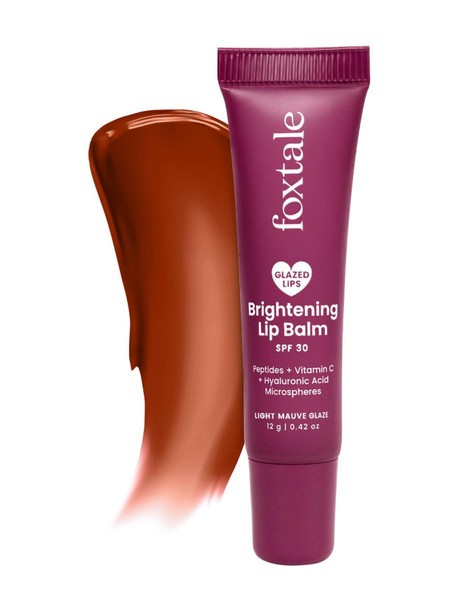 foxtale
GLAZED
LIPS
Brightening
Lip Balm
SPF 30
Peptides + Vitamin C
+ Hyaluronic Acid
Microspheres
LIGHT MAUVE GLAZE
12 g | 0.42 oz